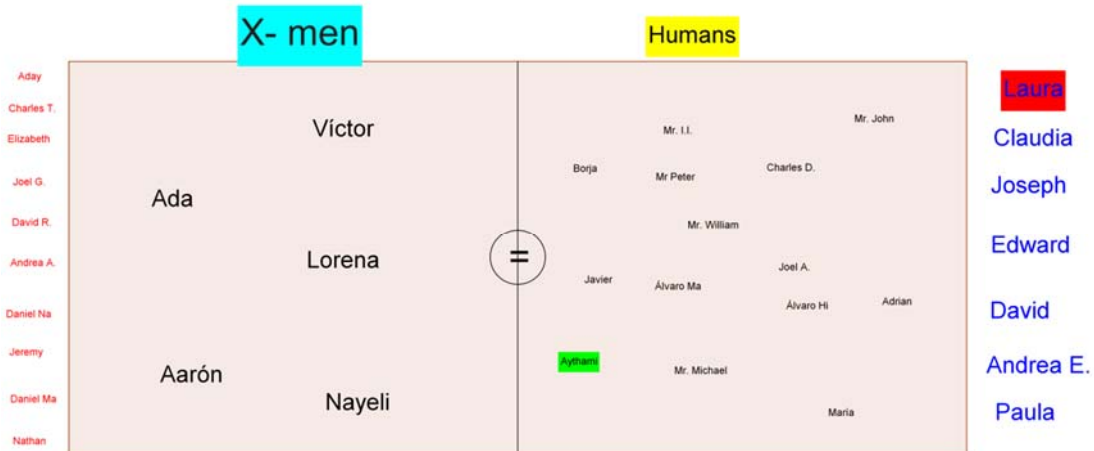 X- men
Humans
Aday
Charles T.
Elizabeth
Joel G.
David R.
Andrea A.
Daniel Na
Jeremy
Daniel Ma
Nathan
Víctor
Ada
Lorena
Aarón
Nayeli
=
Mr. John
Mr. I.I.
Borja
Mr Peter
Charles D.
Mr. William
Joel A.
Javier
Álvaro Ma
Álvaro Hi
Adrian
Aythami
Mr. Michael
Maria
Laura
Claudia
Joseph
Edward
David
Andrea E.
Paula